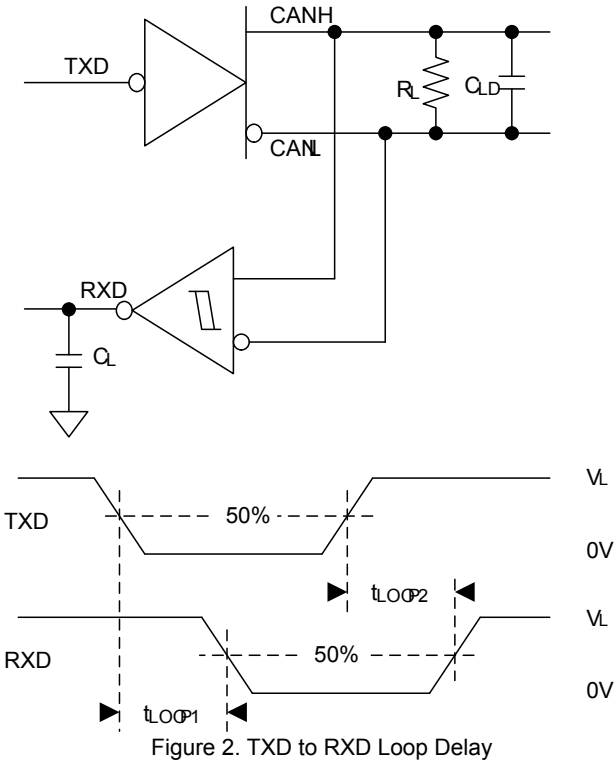 CANH
TXD
RL
CLD
CANL
RXD
CL
VL
50%
TXD
0V
tLOOP2
VL
50%
RXD
0V
tLOOP1
Figure 2. TXD to RXD Loop Delay